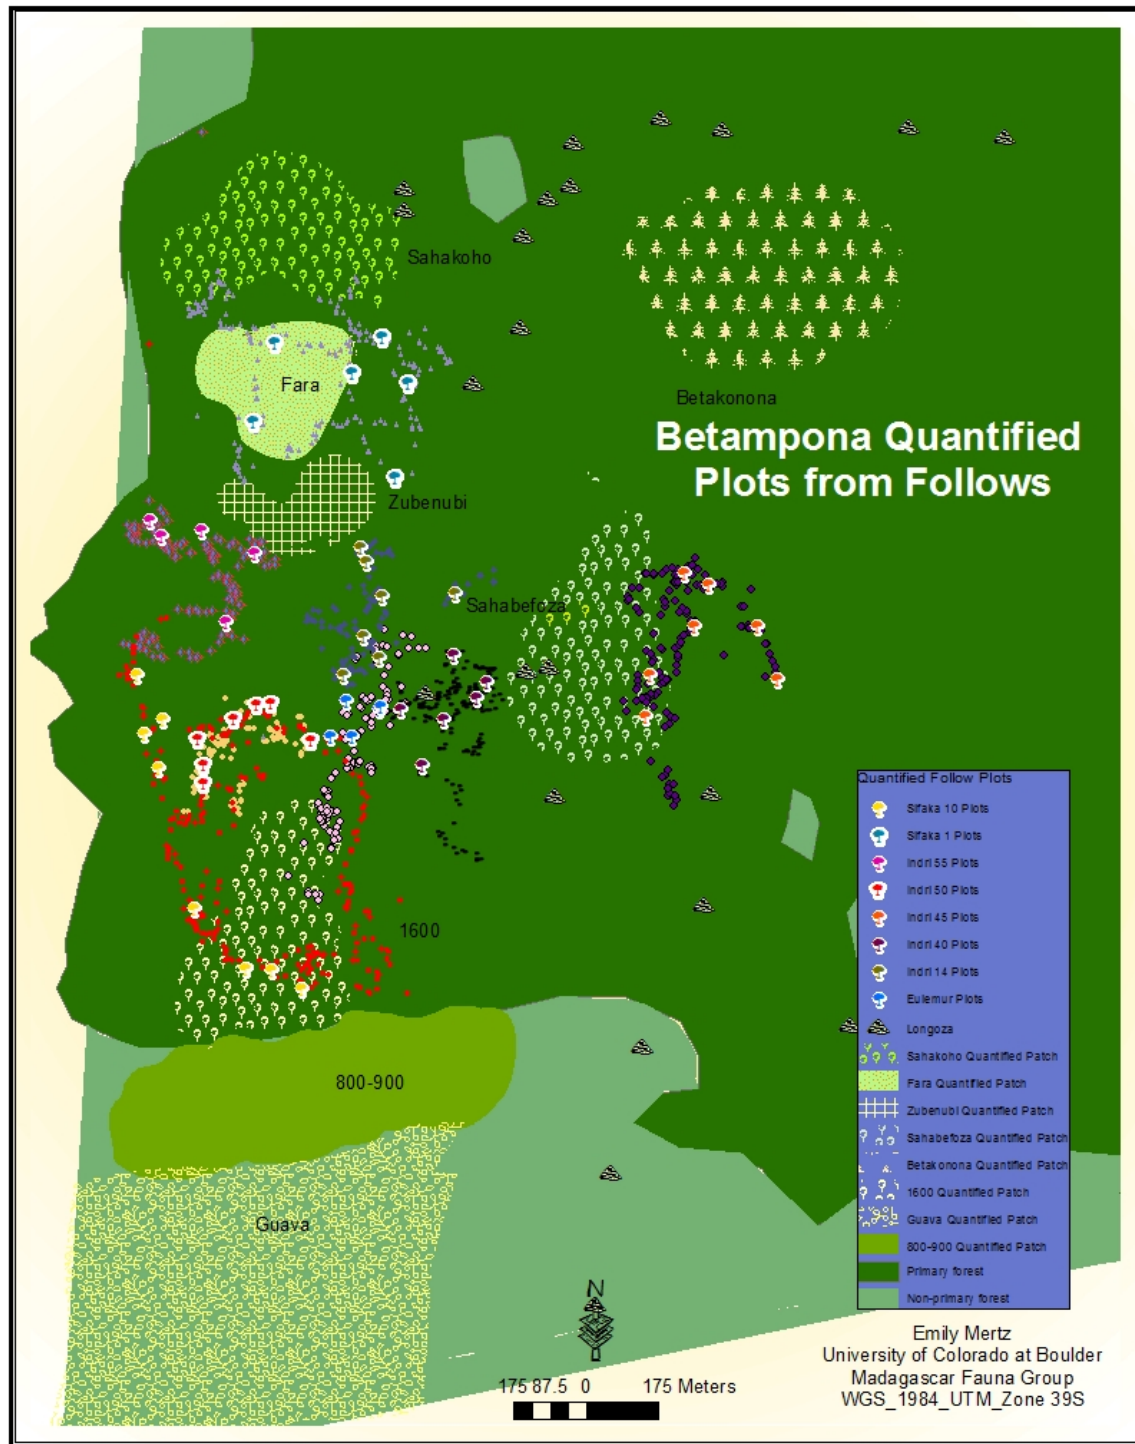 Sahakoho
Fara
Betakonona
Betampona Quantified
Plots from Follows
Zubenubi
Sahabefoza
1600
800-900
Guava
Quantified Follow Plots
Sifaka 10 Plots
Sifaka 1 Plots
Indri 55 Plots
Indri 50 Plots
Indri 45 Plots
Indri 40 Plots
Indri 14 Plots
Eulemur Plots
Longoza
Sahakoho Quantified Patch
Fara Quantified Patch
Zubenubi Quantified Patch
Sahabefoza Quantified Patch
Betakonona Quantified Patch
1600 Quantified Patch
Guava Quantified Patch
800-900 Quantified Patch
Primary forest
Non-primary forest
N
175 87.5 0 175 Meters
Emily Mertz
University of Colorado at Boulder
Madagascar Fauna Group
WGS_1984_UTM_Zone 39S